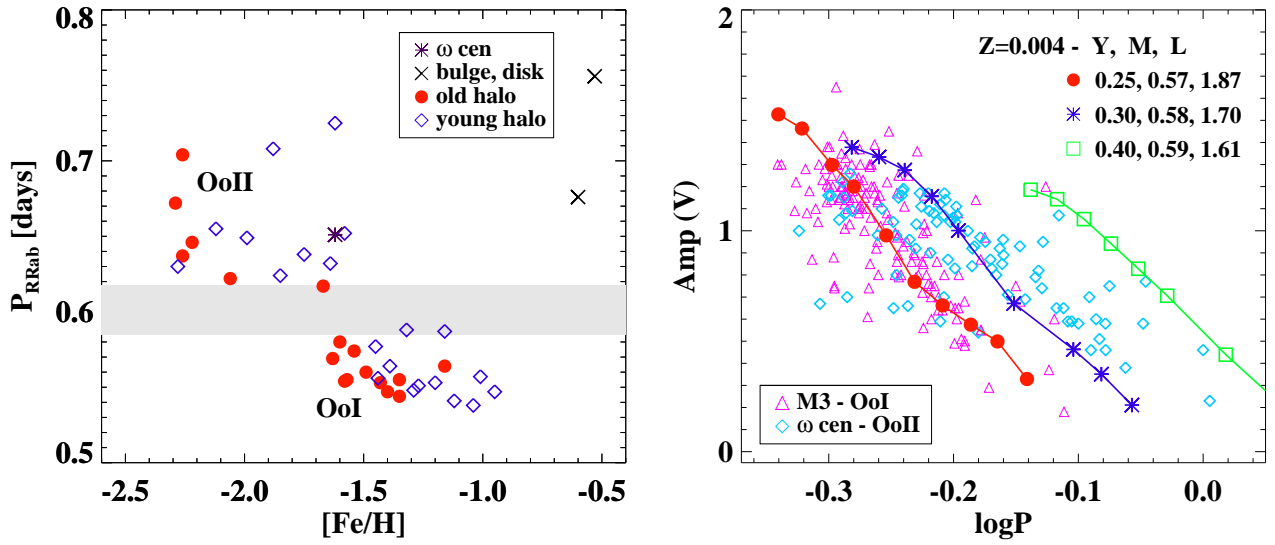 0.8
0.7
0.6
0.5
P_RRab [days]
ω cen
bulge, disk
old halo
young halo
OoII
OoI
-2.5 -2.0 -1.5 -1.0 -0.5
[Fe/H]
2
1
0
Amp (V)
Z=0.004 - Y, M, L
0.25, 0.57, 1.87
0.30, 0.58, 1.70
0.40, 0.59, 1.61
M3 - OoI
ω cen - OoII
-0.3 -0.2 -0.1 0.0
logP